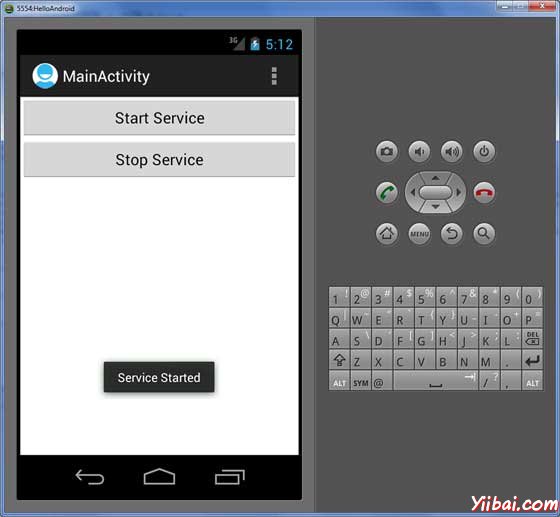 5554:HelloAndroid
3G 5:12
MainActivity
Start Service
Stop Service
Service Started
MENU
1 ! 2 @ 3 # 4 $ 5 % 6 ^ 7 & 8 * 9 ( 0 )
Q | W ~ E " R ` T { Y } U _ I - O + P =
A S \ D ' F [ G ] H < J > K ; L : DEL
Z X C V B N M .
ALT SYM @ / ? , ALT
Yiibai.com